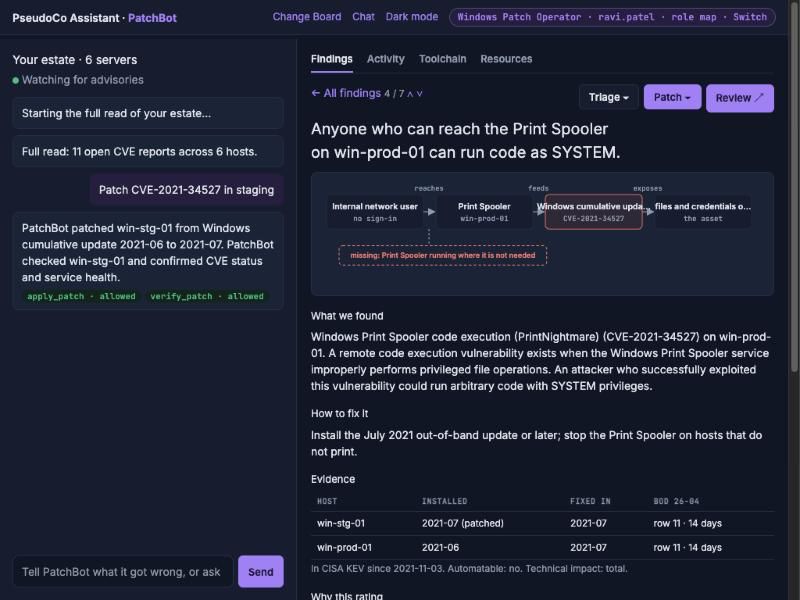 PseudoCo Assistant · PatchBot
Change Board Chat Dark mode Windows Patch Operator · ravi.patel · role map · Switch
Your estate · 6 servers
Watching for advisories
Starting the full read of your estate...
Full read: 11 open CVE reports across 6 hosts.
Patch CVE-2021-34527 in staging
PatchBot patched win-stg-01 from Windows
cumulative update 2021-06 to 2021-07. PatchBot
checked win-stg-01 and confirmed CVE status
and service health.
apply_patch · allowed verify_patch · allowed
Tell PatchBot what it got wrong, or ask
Send
Findings Activity Toolchain Resources
← All findings 4 / 7
Triage Patch Review
Anyone who can reach the Print Spooler
on win-prod-01 can run code as SYSTEM.
reaches feeds exposes
Internal network user Print Spooler Windows cumulative upda... files and credentials o...
no sign-in win-prod-01 CVE-2021-34527 the asset
missing: Print Spooler running where it is not needed
What we found
Windows Print Spooler code execution (PrintNightmare) (CVE-2021-34527) on win-prod-
01. A remote code execution vulnerability exists when the Windows Print Spooler service
improperly performs privileged file operations. An attacker who successfully exploited
this vulnerability could run arbitrary code with SYSTEM privileges.
How to fix it
Install the July 2021 out-of-band update or later; stop the Print Spooler on hosts that do
not print.
Evidence
HOST INSTALLED FIXED IN BOD 26-04
win-stg-01 2021-07 (patched) 2021-07 row 11 · 14 days
win-prod-01 2021-06 2021-07 row 11 · 14 days
In CISA KEV since 2021-11-03. Automatable: no. Technical impact: total.
Why this rating